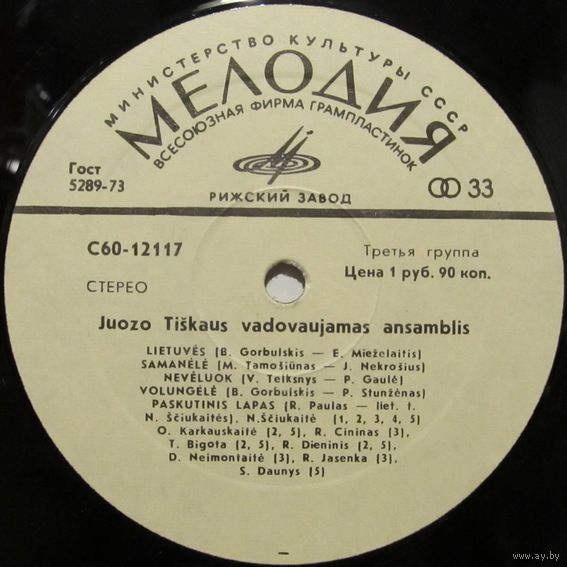 МИНИСТЕРСТВО КУЛЬТУРЫ СССР
МЕЛОДИЯ
ВСЕСОЮЗНАЯ ФИРМА ГРАМПЛАСТИНОК
Гост
5289-73
33
РИЖСКИЙ ЗАВОД
С60-12117
Третья группа
Цена 1 руб. 90 коп.
СТЕРЕО
Juozo Tiškaus vadovaujamas ansamblis
LIETUVĖS (B. Gorbulskis — E. Mieželaitis)
SAMANĖLĖ (M. Tamošiūnas — J. Nekrošius)
NEVĖLUOK (V. Telksnys — P. Gaulė)
VOLUNGĖLĖ (B. Gorbulskis — P. Stunžėnas)
PASKUTINIS LAPAS (R. Paulas — liet. t.
N. Ščiukaitės). N.Ščiukaitė (1, 2, 3, 4, 5)
O. Karkauskaitė (2, 5), R. Cininas (3),
T. Bigota (2, 5), R. Dieninis (2, 5),
D. Neimontaitė (3), R. Jasenka (3),
S. Daunys (5)
www.ay.by